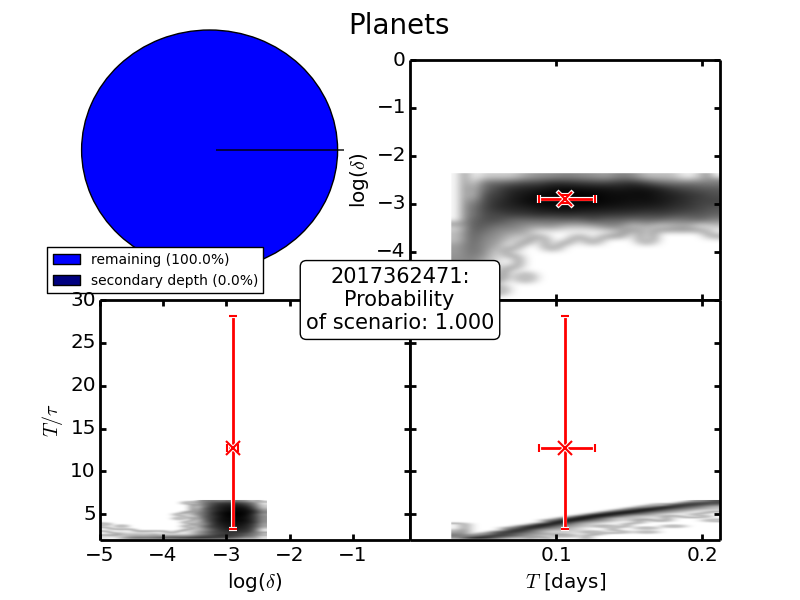 Planets
0
−1
−2
−3
−4
log(δ)
remaining (100.0%)
secondary depth (0.0%)
2017362471:
Probability
of scenario: 1.000
30
25
20
15
10
5
T/τ
−5 −4 −3 −2 −1
log(δ)
0.1 0.2
T [days]